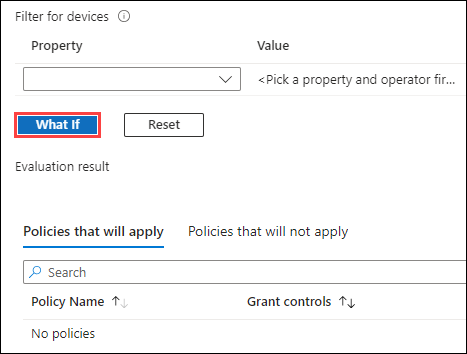 Filter for devices
Property Value
<Pick a property and operator fir...
What If Reset
Evaluation result
Policies that will apply Policies that will not apply
Search
Policy Name Grant controls
No policies